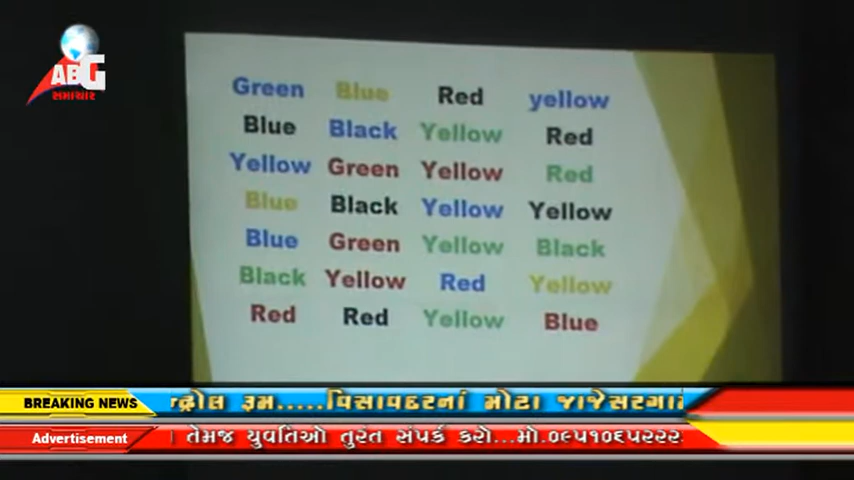 ABG
સમાચાર
Green Blue Red yellow
Blue Black Yellow Red
Yellow Green Yellow Red
Blue Black Yellow Yellow
Blue Green Yellow Black
Black Yellow Red Yellow
Red Red Yellow Blue
BREAKING NEWS
રૂમ.....વિસાવદરનાં મોટા
Advertisement
તેમજ યુવતિઓ તુરંત સંપર્ક કરો...મો.